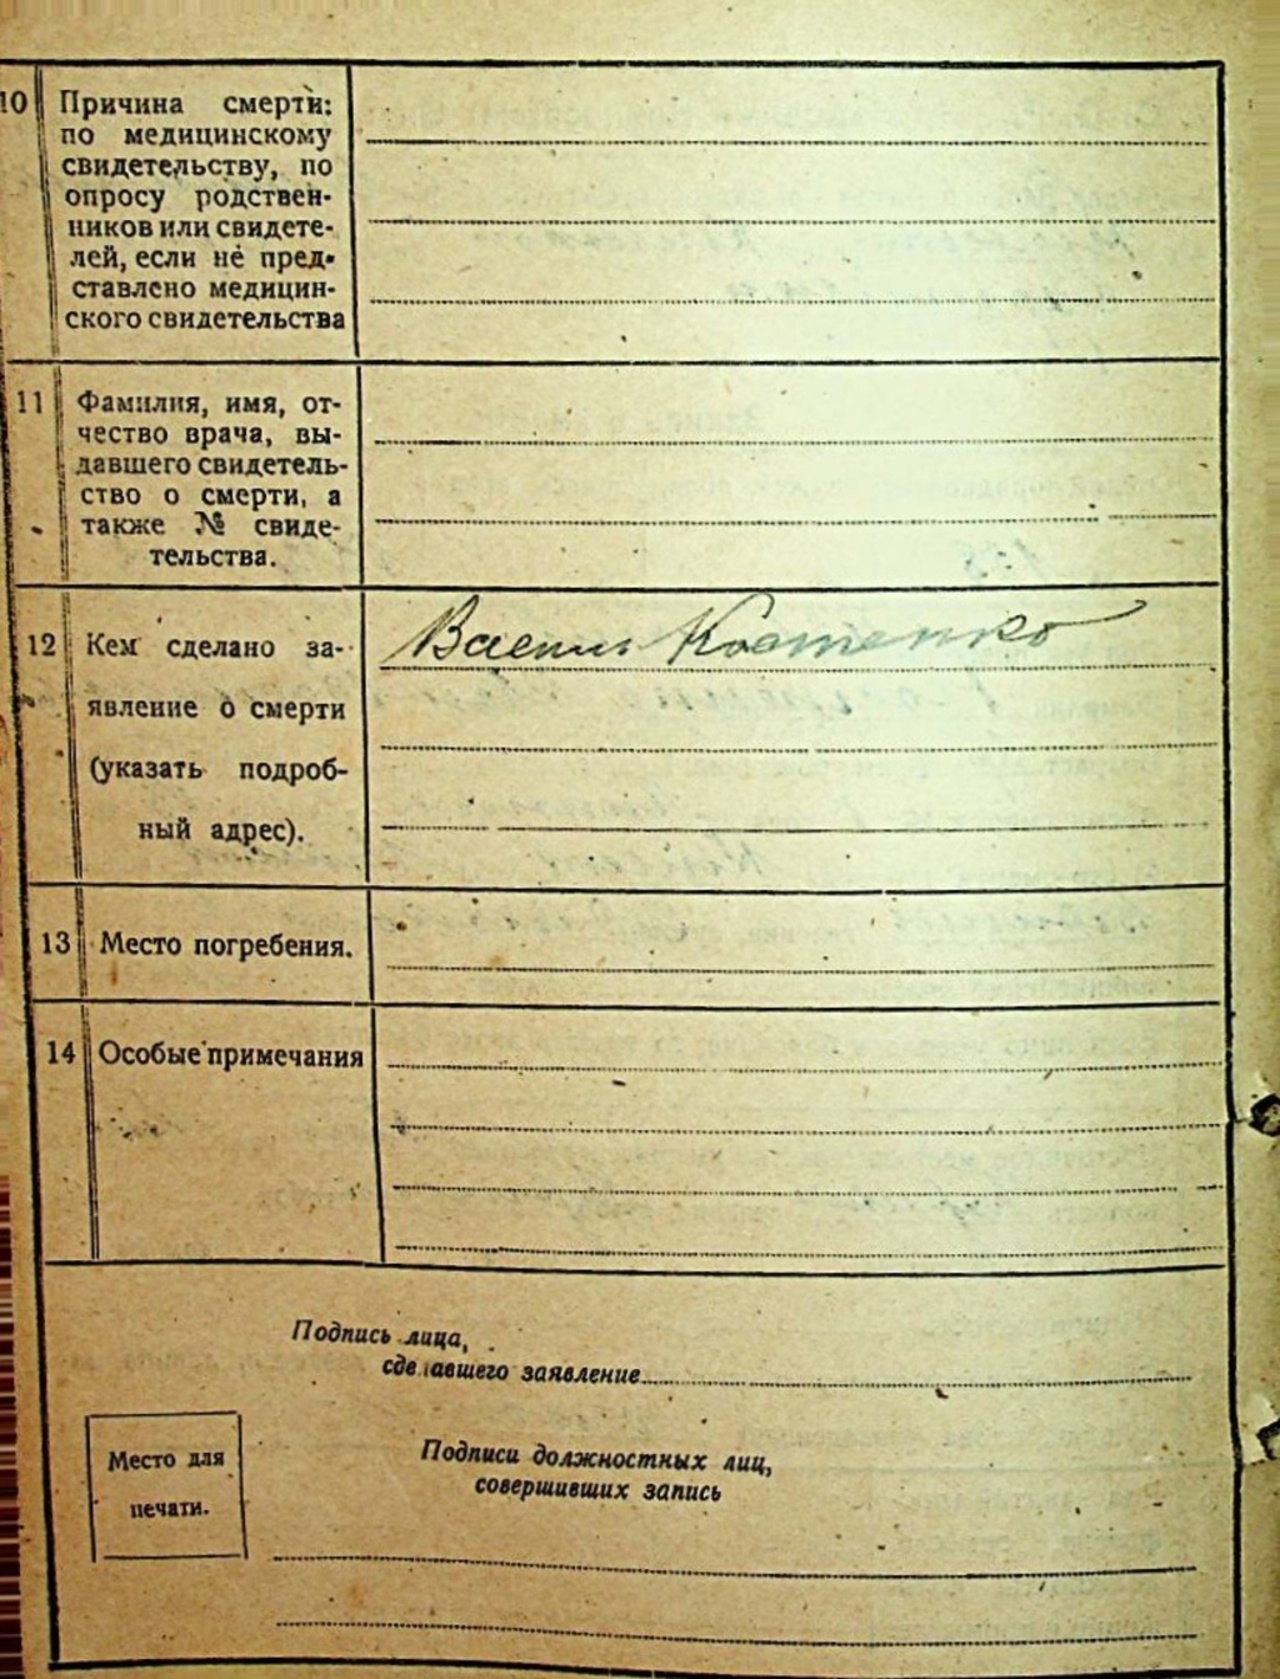 10 Причина смерти:
по медицинскому
свидетельству, по
опросу родствен-
ников или свидете-
лей, если не пред-
ставлено медицин-
ского свидетельства
11 Фамилия, имя, от-
чество врача, вы-
давшего свидетель-
ство о смерти, а
также № свиде-
тельства.
12 Кем сделано за-
явление о смерти
(указать подроб-
ный адрес).
Василь Костенко
13 Место погребения.
14 Особые примечания
Подпись лица,
сделавшего заявление
Место для
печати.
Подписи должностных лиц,
совершивших запись